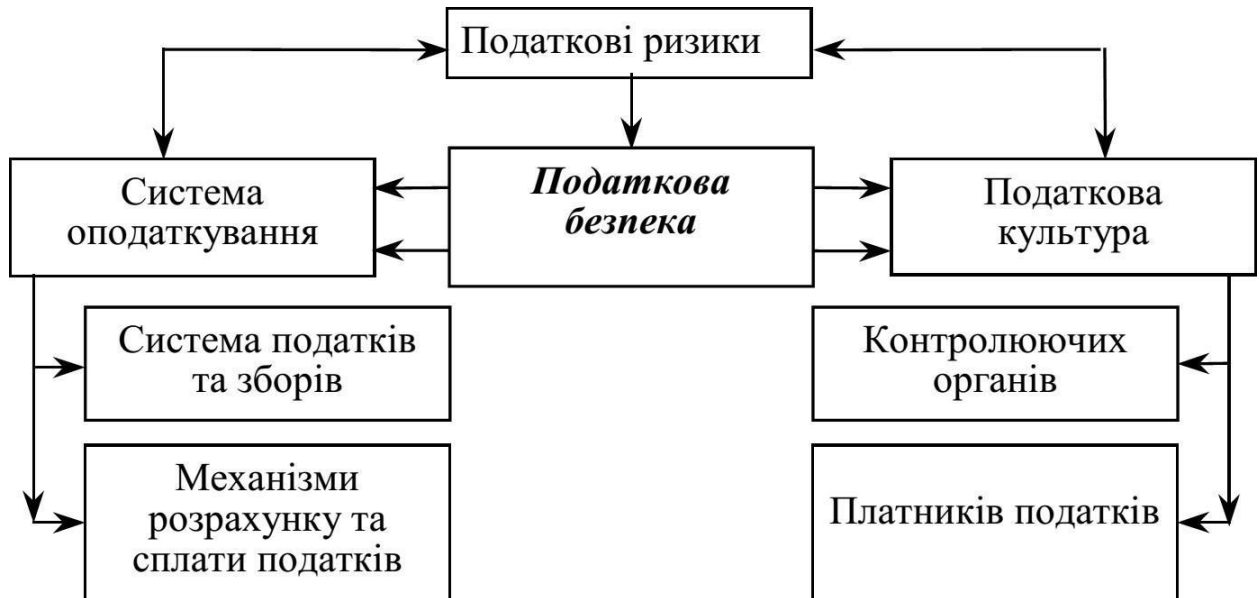 Податкові ризики
Система
оподаткування
Податкова
безпека
Податкова
культура
Система податків
та зборів
Контролюючих
органів
Механізми
розрахунку та
сплати податків
Платників податків